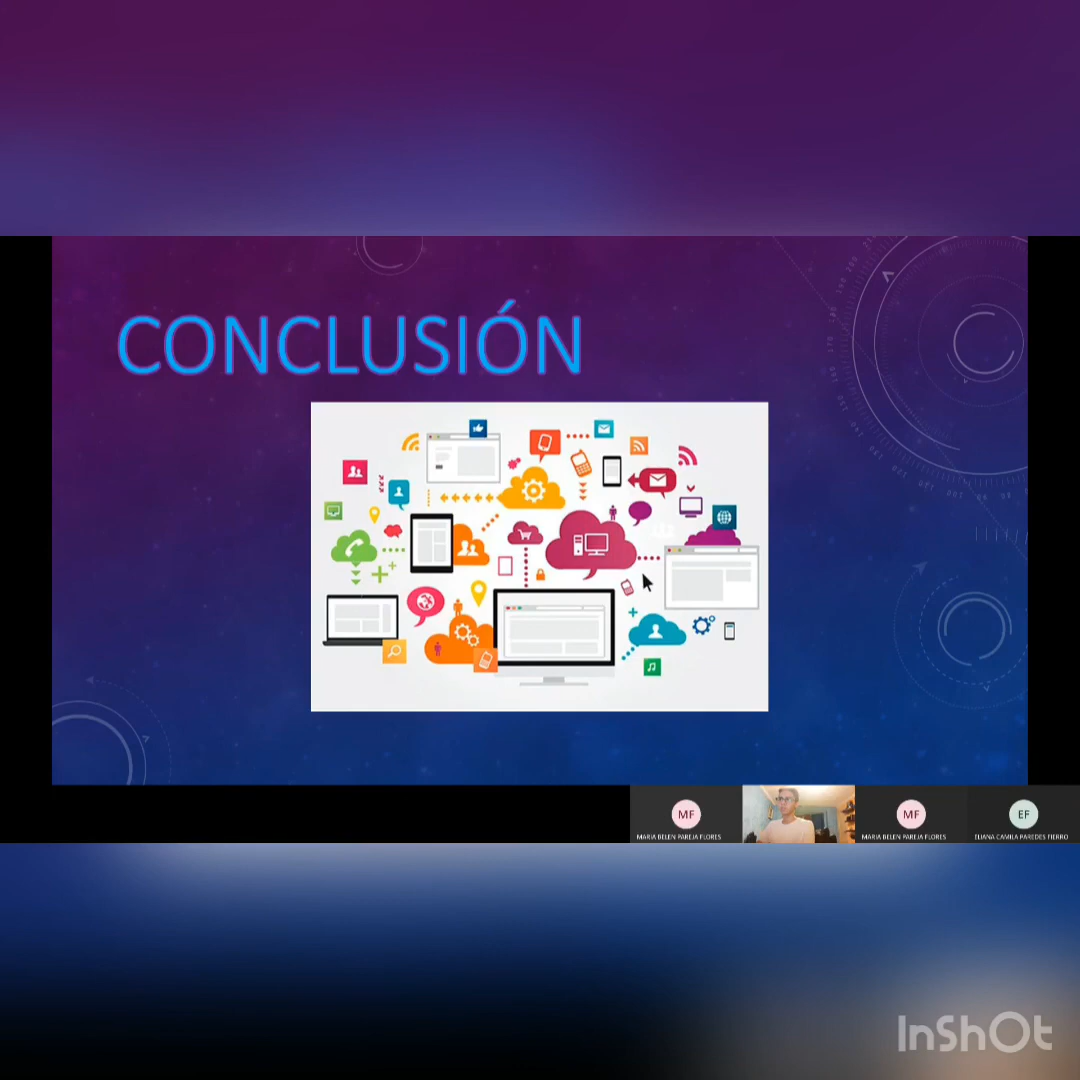 CONCLUSIÓN
MF
MF
EF
MARIA BELEN PAREJA FLORES
MARIA BELEN PAREJA FLORES
ELIANA CAMILA PAREDES FIERRO
InShOt